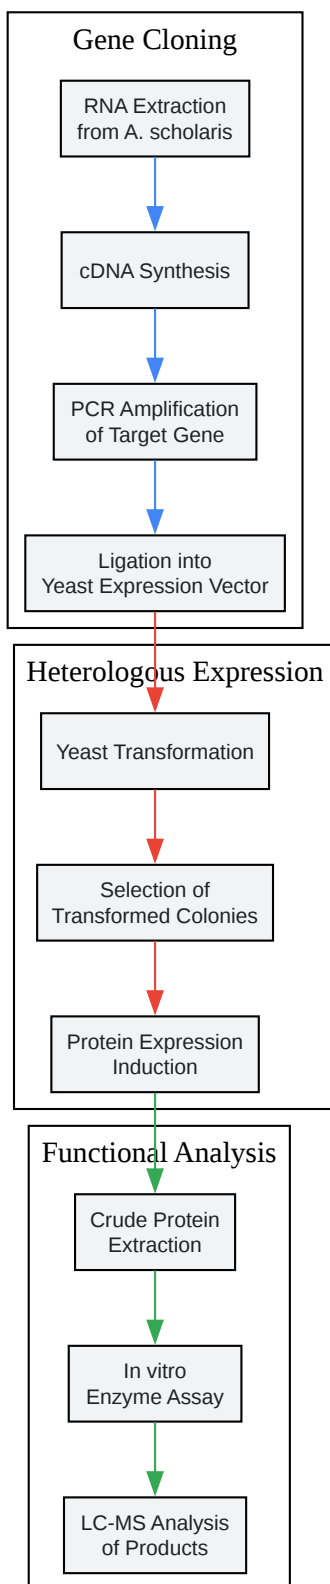 Gene Cloning
RNA Extraction
from A. scholaris
cDNA Synthesis
PCR Amplification
of Target Gene
Ligation into
Yeast Expression Vector
Heterologous Expression
Yeast Transformation
Selection of
Transformed Colonies
Protein Expression
Induction
Functional Analysis
Crude Protein
Extraction
In vitro
Enzyme Assay
LC-MS Analysis
of Products